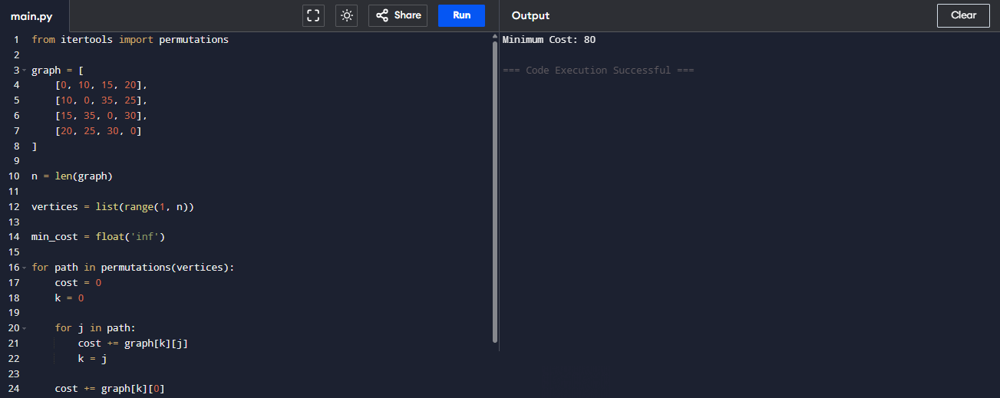 main.py
Share
Run
Output
Clear
1 from itertools import permutations
2
3 graph = [
4     [0, 10, 15, 20],
5     [10, 0, 35, 25],
6     [15, 35, 0, 30],
7     [20, 25, 30, 0]
8 ]
9
10 n = len(graph)
11
12 vertices = list(range(1, n))
13
14 min_cost = float('inf')
15
16 for path in permutations(vertices):
17     cost = 0
18     k = 0
19
20     for j in path:
21         cost += graph[k][j]
22         k = j
23
24     cost += graph[k][0]
Minimum Cost: 80
=== Code Execution Successful ===